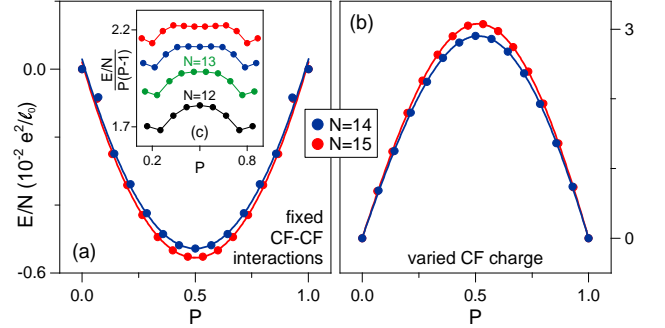 (a)
E/N (10⁻² e²/ℓ₀)
0.0
-0.6
0.0
0.5
1.0
P
fixed
CF-CF
interactions
E/N
P(P-1)
2.2
1.7
N=13
N=12
(c)
0.2
0.8
P
N=14
N=15
(b)
varied CF charge
3
0
0.0
0.5
1.0
P